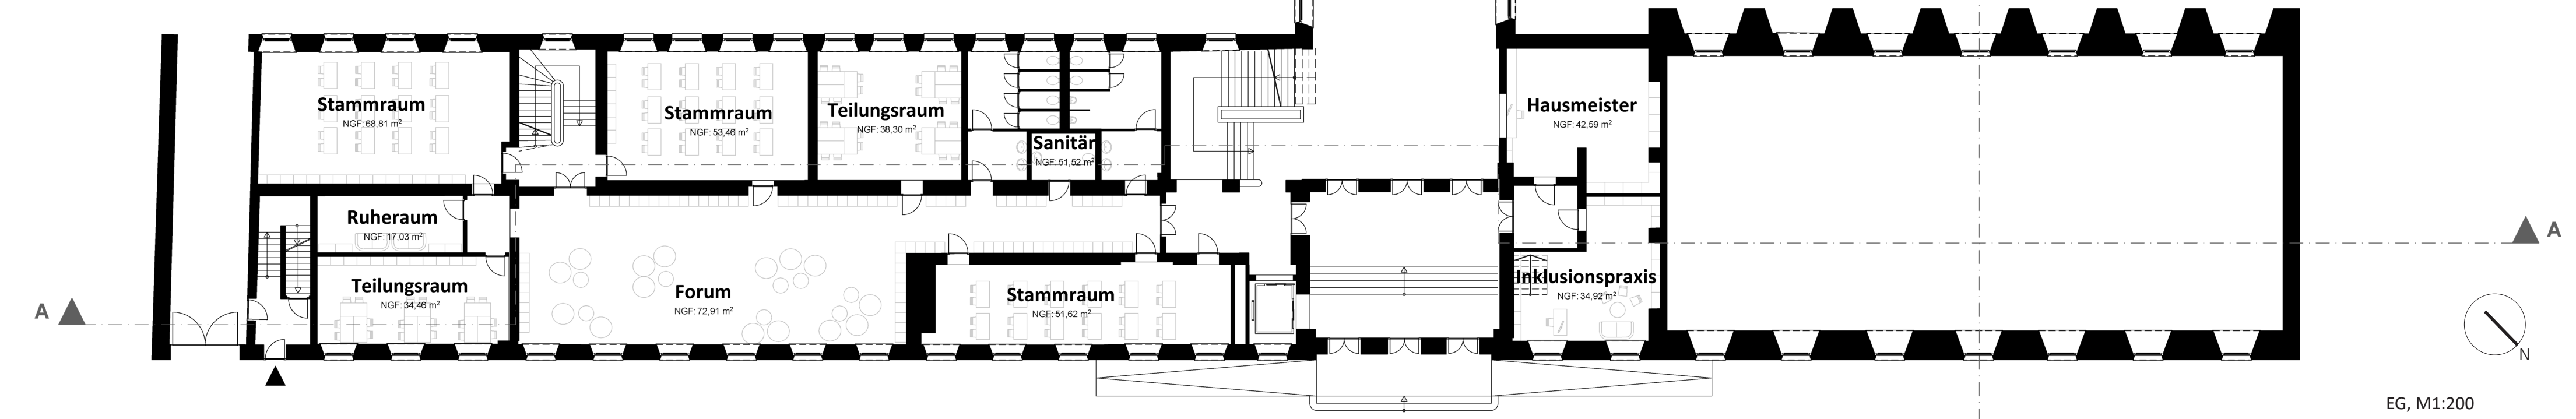 Stammraum
NGF: 68,81 m²
Stammraum
NGF: 53,46 m²
Teilungsraum
NGF: 38,30 m²
Sanitär
NGF: 51,52 m²
Hausmeister
NGF: 42,59 m²
Ruheraum
NGF: 17,03 m²
Teilungsraum
NGF: 34,46 m²
Forum
NGF: 72,91 m²
Stammraum
NGF: 51,62 m²
Inklusionspraxis
NGF: 34,92 m²
A
A
N
EG, M1:200